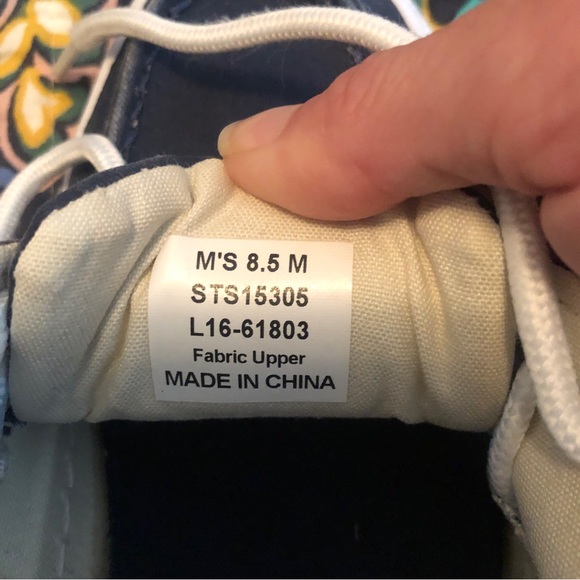 M'S 8.5 M
STS15305
L16-61803
Fabric Upper
MADE IN CHINA